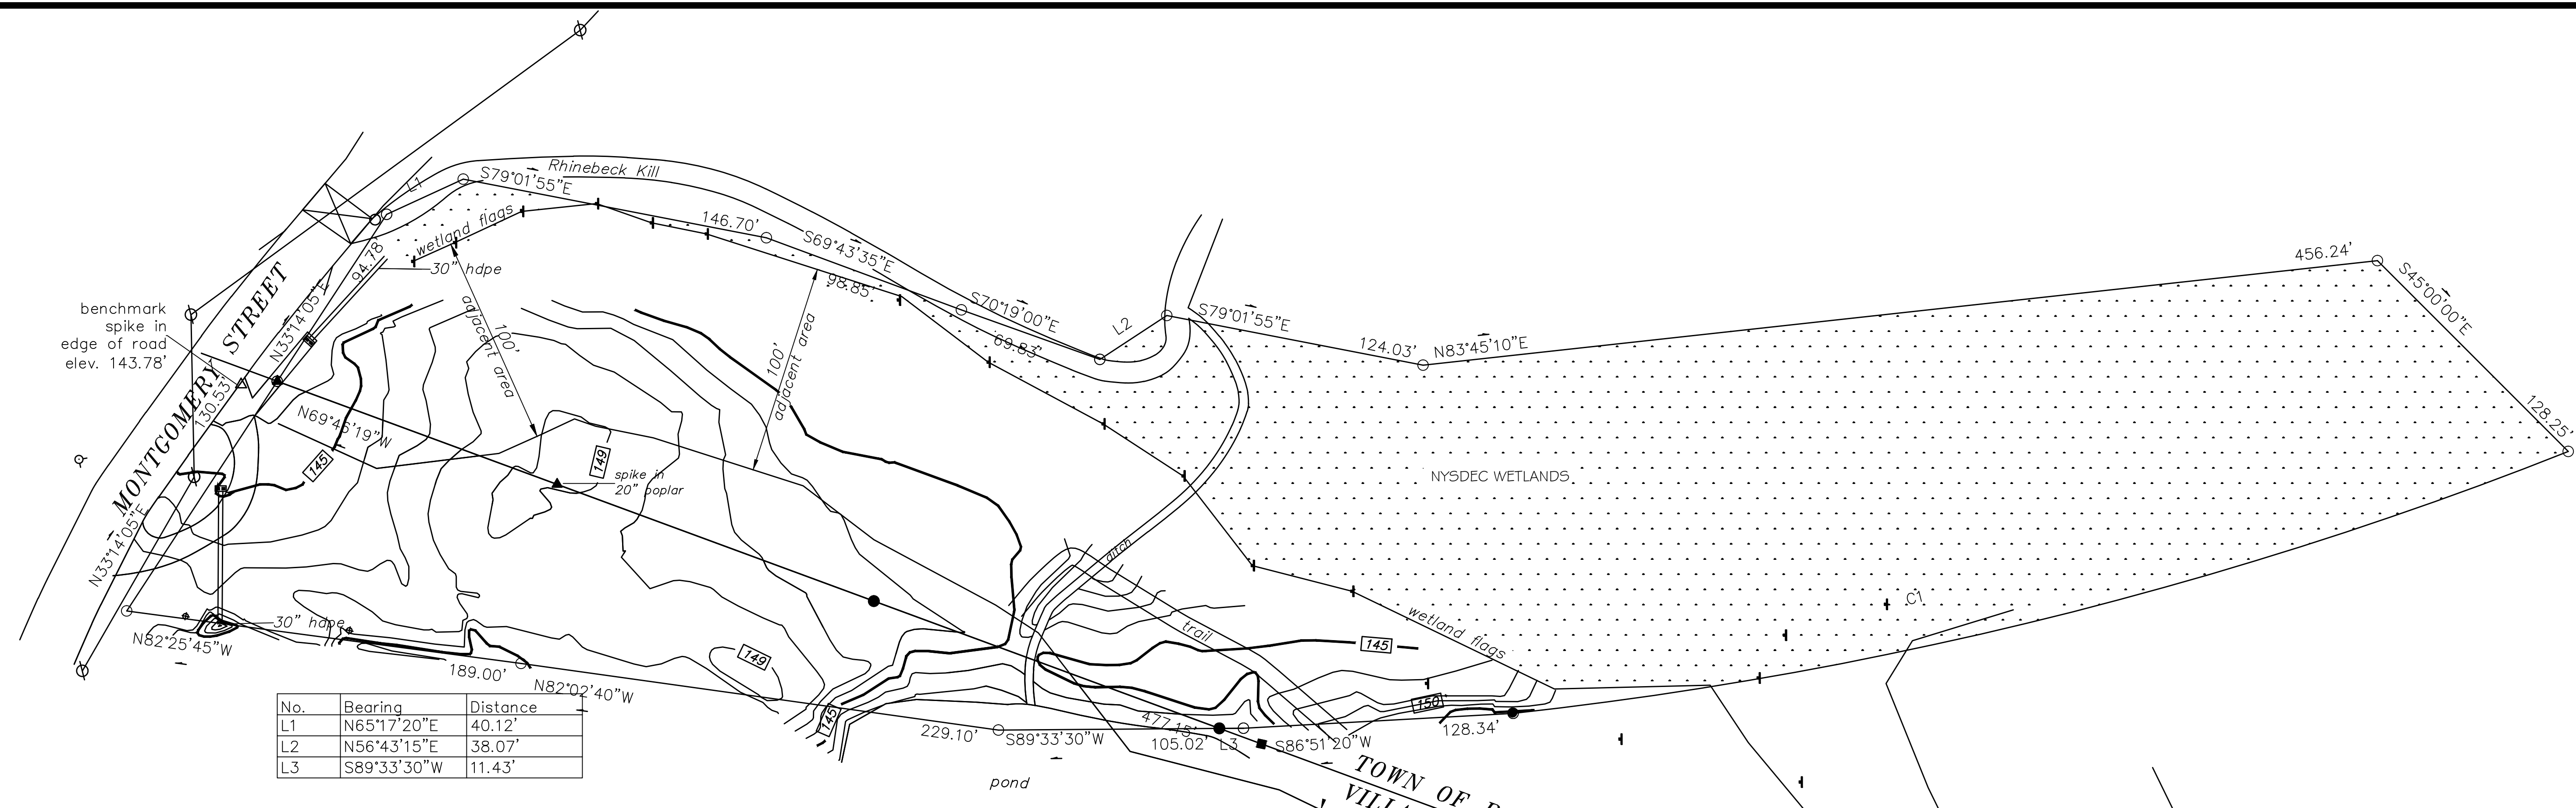 Rhinebeck Kill
L1
S79°01'55"E
wetland flags
146.70'
S69°43'35"E
94.78
30" hdpe
98.85'
S70°19'00"E
L2
S79°01'55"E
69.83'
124.03'
N83°45'10"E
456.24'
S45°00'00"E
128.25'
benchmark
spike in
edge of road
elev. 143.78'
MONTGOMERY STREET
N33°14'05"E
130.53'
100'
adjacent area
100'
adjacent area
N69°46'19"W
145
149
spike in
20" poplar
NYSDEC WETLANDS
N33°14'05"E
ditch
trail
wetland flags
C1
30" hdpe
N82°25'45"W
189.00'
N82°02'40"W
149
145
145
150
229.10'
S89°33'30"W
477.15'
105.02'
L3
S86°51'20"W
128.34'
pond
TOWN OF
No. Bearing Distance
L1 N65°17'20"E 40.12'
L2 N56°43'15"E 38.07'
L3 S89°33'30"W 11.43'